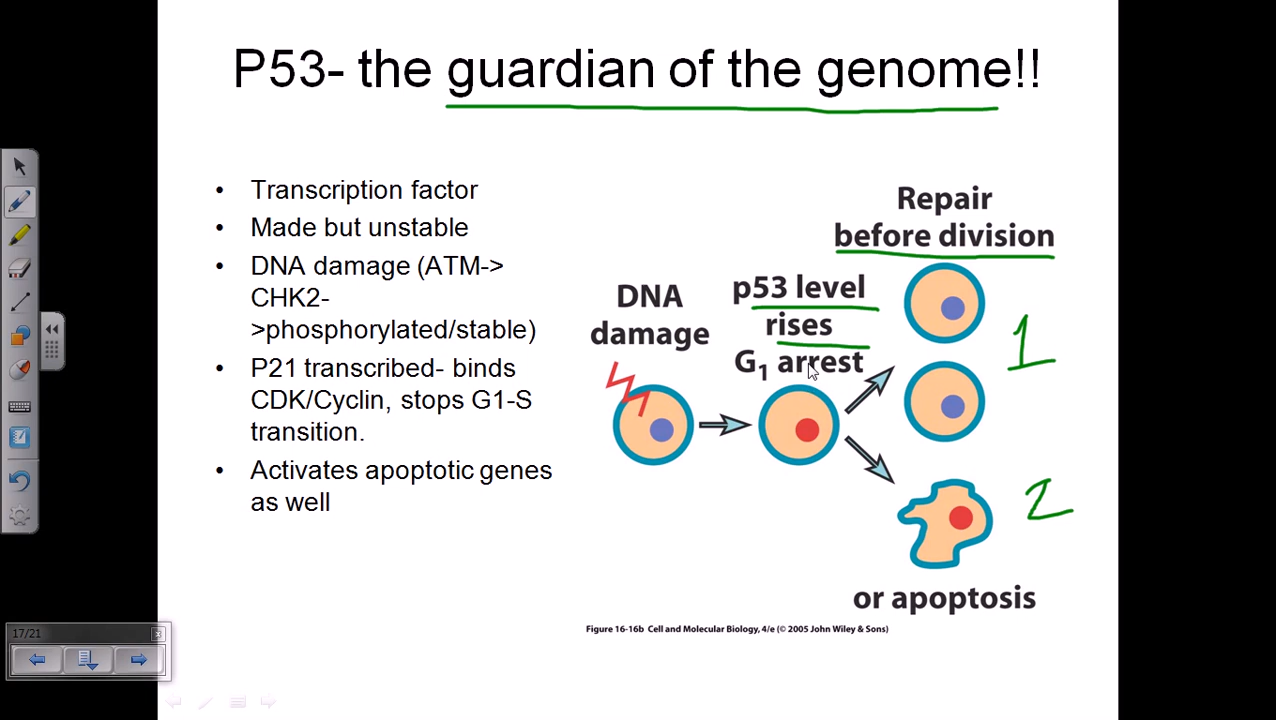 P53- the guardian of the genome!!
• Transcription factor
• Made but unstable
• DNA damage (ATM->
CHK2-
>phosphorylated/stable)
• P21 transcribed- binds
CDK/Cyclin, stops G1-S
transition.
• Activates apoptotic genes
as well
DNA
damage
p53 level
rises
G₁ arrest
Repair
before division
1
2
or apoptosis
Figure 16-16b Cell and Molecular Biology, 4/e (© 2005 John Wiley & Sons)
17/21